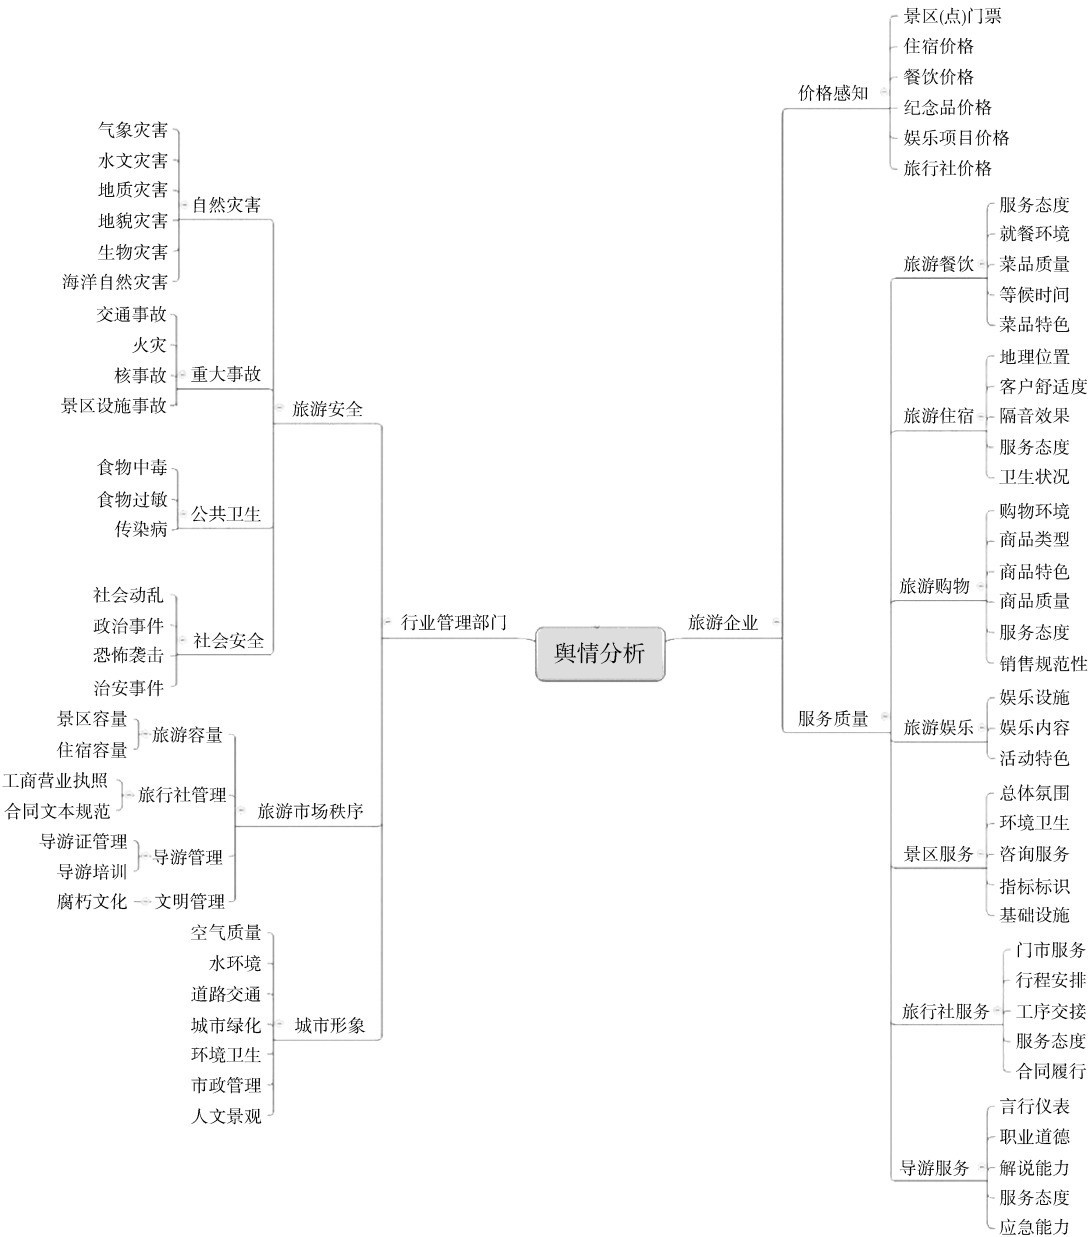 舆情分析
行业管理部门
旅游安全
自然灾害
气象灾害
水文灾害
地质灾害
地貌灾害
生物灾害
海洋自然灾害
重大事故
交通事故
火灾
核事故
景区设施事故
公共卫生
食物中毒
食物过敏
传染病
社会安全
社会动乱
政治事件
恐怖袭击
治安事件
旅游市场秩序
旅游容量
景区容量
住宿容量
旅行社管理
工商营业执照
合同文本规范
导游管理
导游证管理
导游培训
文明管理
腐朽文化
城市形象
空气质量
水环境
道路交通
城市绿化
环境卫生
市政管理
人文景观
旅游企业
价格感知
景区(点)门票
住宿价格
餐饮价格
纪念品价格
娱乐项目价格
旅行社价格
服务质量
旅游餐饮
服务态度
就餐环境
菜品质量
等候时间
菜品特色
旅游住宿
地理位置
客户舒适度
隔音效果
服务态度
卫生状况
旅游购物
购物环境
商品类型
商品特色
商品质量
服务态度
销售规范性
旅游娱乐
娱乐设施
娱乐内容
活动特色
景区服务
总体氛围
环境卫生
咨询服务
指标标识
基础设施
旅行社服务
门市服务
行程安排
工序交接
服务态度
合同履行
导游服务
言行仪表
职业道德
解说能力
服务态度
应急能力